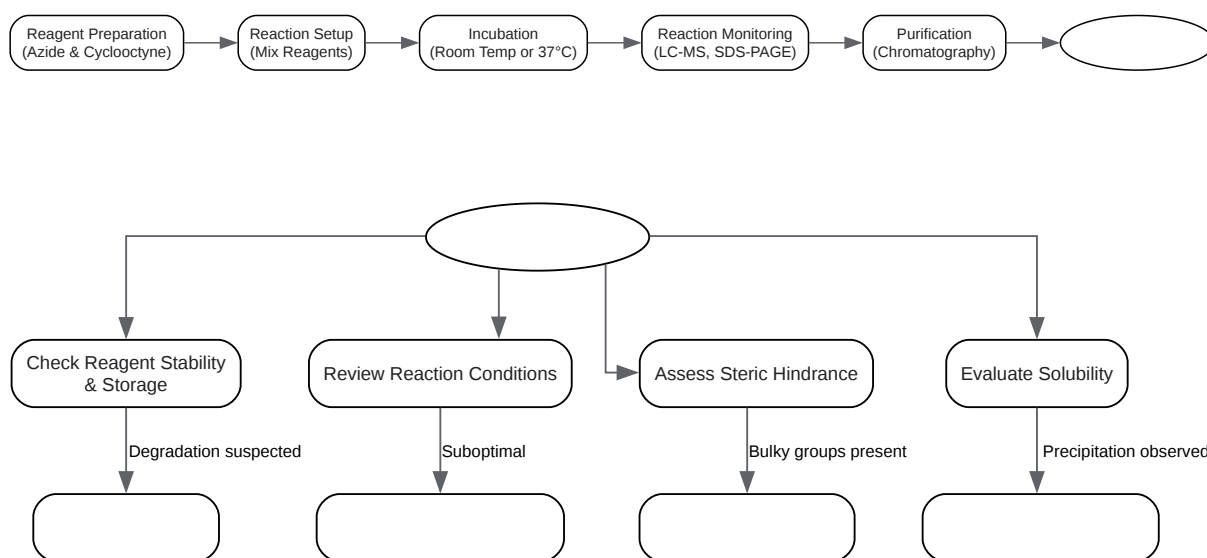 Reagent Preparation
(Azide & Cyclooctyne)
Reaction Setup
(Mix Reagents)
Incubation
(Room Temp or 37°C)
Reaction Monitoring
(LC-MS, SDS-PAGE)
Purification
(Chromatography)
Check Reagent Stability
& Storage
Review Reaction Conditions
Assess Steric Hindrance
Evaluate Solubility
Degradation suspected
Suboptimal
Bulky groups present
Precipitation observed